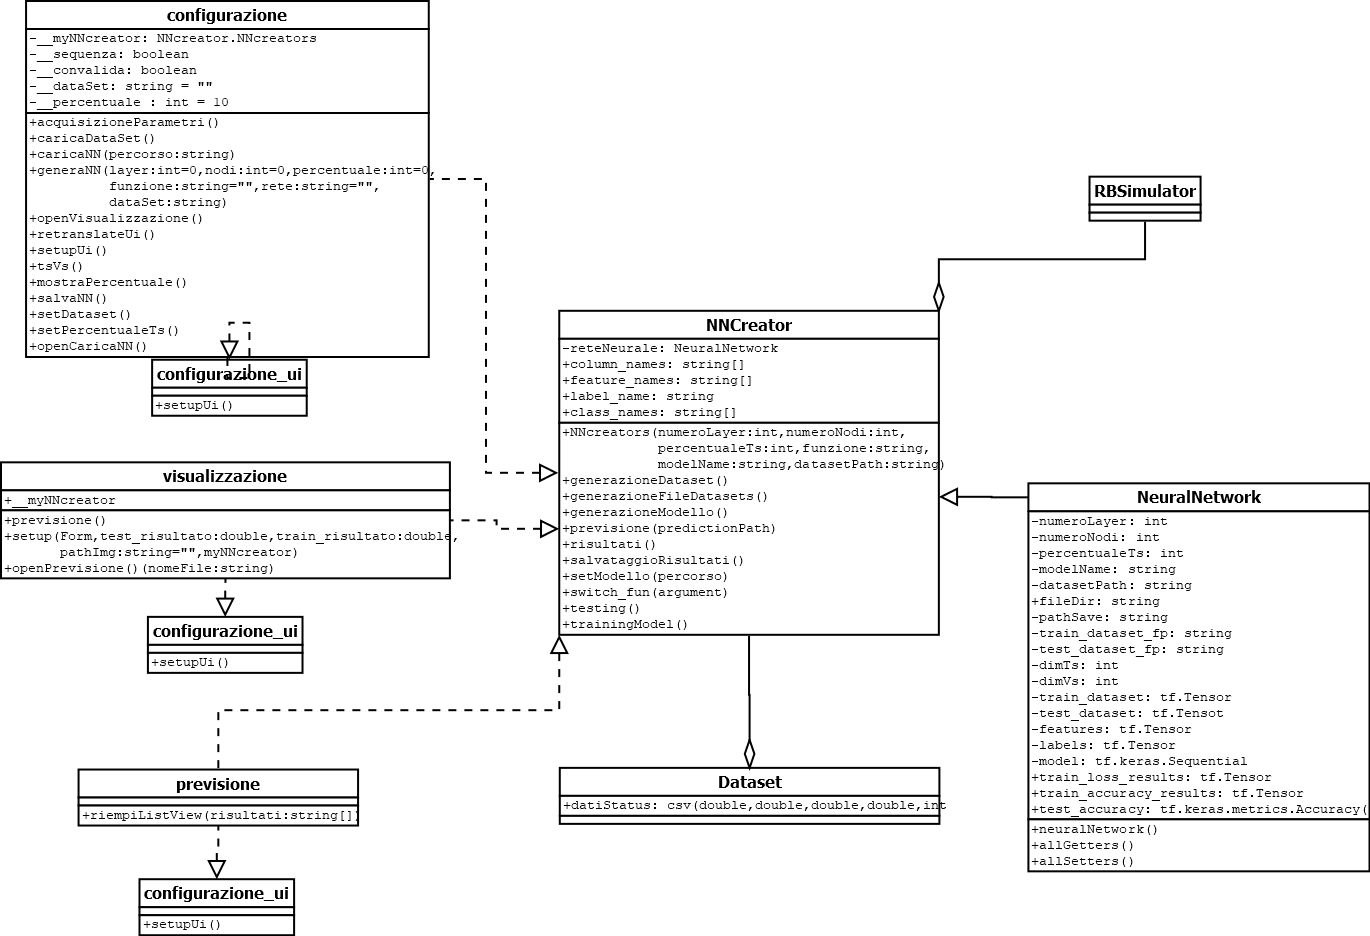 configurazione
-__myNNcreator: NNcreator.NNcreators
-__sequenza: boolean
-__convalida: boolean
-__dataSet: string = ""
-__percentuale : int = 10
+acquisizioneParametri()
+caricaDataSet()
+caricaNN(percorso:string)
+generaNN(layer:int=0,nodi:int=0,percentuale:int=0,
funzione:string="",rete:string="",
dataSet:string)
+openVisualizzazione()
+retranslateUi()
+setupUi()
+tsVs()
+mostraPercentuale()
+salvaNN()
+setDataset()
+setPercentualeTs()
+openCaricaNN()
configurazione_ui
+setupUi()
visualizzazione
+__myNNcreator
+previsione()
+setup(Form,test_risultato:double,train_risultato:double,
pathImg:string="",myNNcreator)
+openPrevisione()(nomeFile:string)
configurazione_ui
+setupUi()
previsione
+riempiListView(risultati:string[])
configurazione_ui
+setupUi()
RBSimulator
NNCreator
-reteNeurale: NeuralNetwork
+column_names: string[]
+feature_names: string[]
+label_name: string
+class_names: string[]
+NNcreators(numeroLayer:int,numeroNodi:int,
percentualeTs:int,funzione:string,
modelName:string,datasetPath:string)
+generazioneDataset()
+generazioneFileDatasets()
+generazioneModello()
+previsione(predictionPath)
+risultati()
+salvataggioRisultati()
+setModello(percorso)
+switch_fun(argument)
+testing()
+trainingModel()
Dataset
+datiStatus: csv(double,double,double,double,int
NeuralNetwork
-numeroLayer: int
-numeroNodi: int
-percentualeTs: int
-modelName: string
-datasetPath: string
+fileDir: string
-pathSave: string
-train_dataset_fp: string
-test_dataset_fp: string
-dimTs: int
-dimVs: int
-train_dataset: tf.Tensor
-test_dataset: tf.Tensot
-features: tf.Tensor
-labels: tf.Tensor
-model: tf.keras.Sequential
+train_loss_results: tf.Tensor
+train_accuracy_results: tf.Tensor
+test_accuracy: tf.keras.metrics.Accuracy(
+neuralNetwork()
+allGetters()
+allSetters()